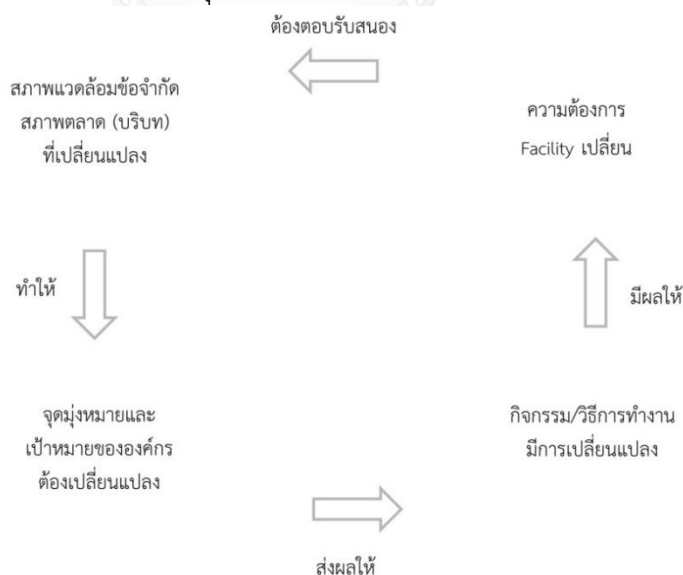 ต้องตอบรับสนอง
สภาพแวดล้อมข้อจำกัด
สภาพตลาด (บริบท)
ที่เปลี่ยนแปลง
ความต้องการ
Facility เปลี่ยน
ทำให้
มีผลให้
จุดมุ่งหมายและ
เป้าหมายขององค์กร
ต้องเปลี่ยนแปลง
กิจกรรม/วิธีการทำงาน
มีการเปลี่ยนแปลง
ส่งผลให้